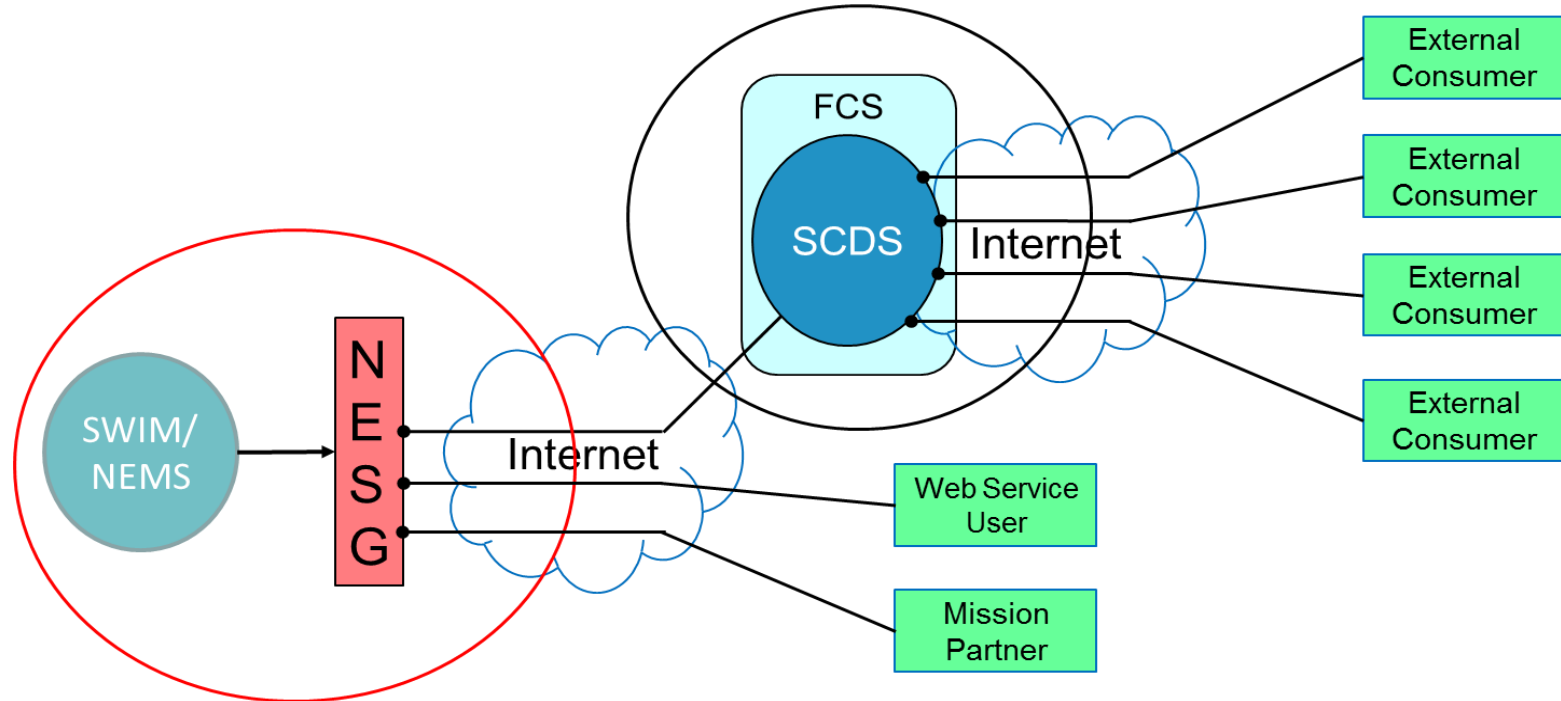 SWIM/
NEMS
N
E
S
G
Internet
FCS
SCDS
Internet
External
Consumer
External
Consumer
External
Consumer
External
Consumer
Web Service
User
Mission
Partner